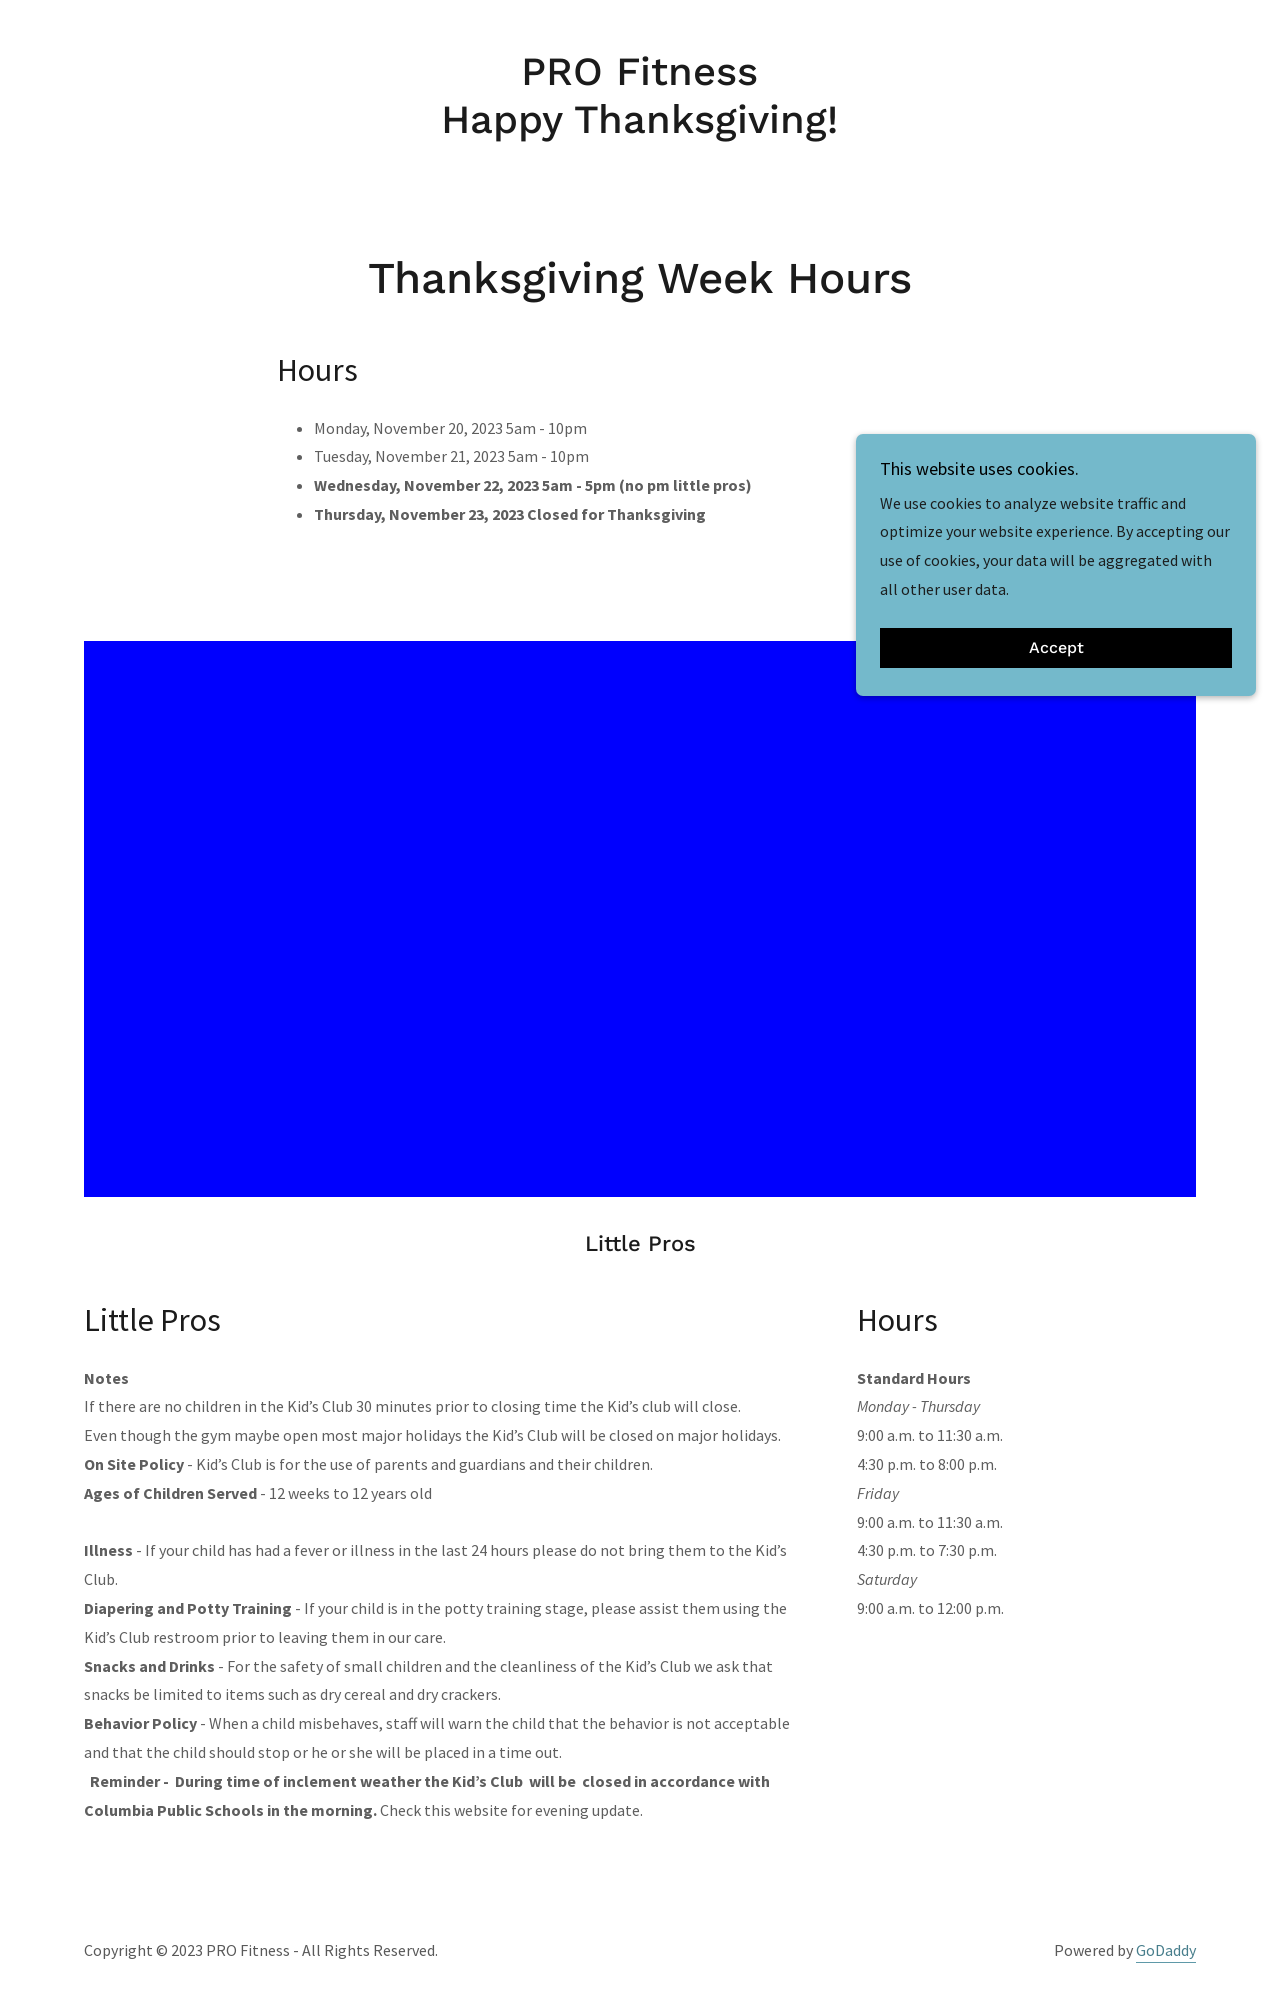 PRO Fitness
Happy Thanksgiving!
Thanksgiving Week Hours
Hours
Monday, November 20, 2023 5am - 10pm
Tuesday, November 21, 2023 5am - 10pm
Wednesday, November 22, 2023 5am - 5pm (no pm little pros)
Thursday, November 23, 2023 Closed for Thanksgiving
This website uses cookies.
We use cookies to analyze website traffic and
optimize your website experience. By accepting our
use of cookies, your data will be aggregated with
all other user data.
Accept
Little Pros
Little Pros
Notes
If there are no children in the Kid’s Club 30 minutes prior to closing time the Kid’s club will close.
Even though the gym maybe open most major holidays the Kid’s Club will be closed on major holidays.
On Site Policy - Kid’s Club is for the use of parents and guardians and their children.
Ages of Children Served - 12 weeks to 12 years old
Illness - If your child has had a fever or illness in the last 24 hours please do not bring them to the Kid’s
Club.
Diapering and Potty Training - If your child is in the potty training stage, please assist them using the
Kid’s Club restroom prior to leaving them in our care.
Snacks and Drinks - For the safety of small children and the cleanliness of the Kid’s Club we ask that
snacks be limited to items such as dry cereal and dry crackers.
Behavior Policy - When a child misbehaves, staff will warn the child that the behavior is not acceptable
and that the child should stop or he or she will be placed in a time out.
Reminder -  During time of inclement weather the Kid’s Club  will be  closed in accordance with
Columbia Public Schools in the morning. Check this website for evening update.
Hours
Standard Hours
Monday - Thursday
9:00 a.m. to 11:30 a.m.
4:30 p.m. to 8:00 p.m.
Friday
9:00 a.m. to 11:30 a.m.
4:30 p.m. to 7:30 p.m.
Saturday
9:00 a.m. to 12:00 p.m.
Copyright © 2023 PRO Fitness - All Rights Reserved.
Powered by GoDaddy